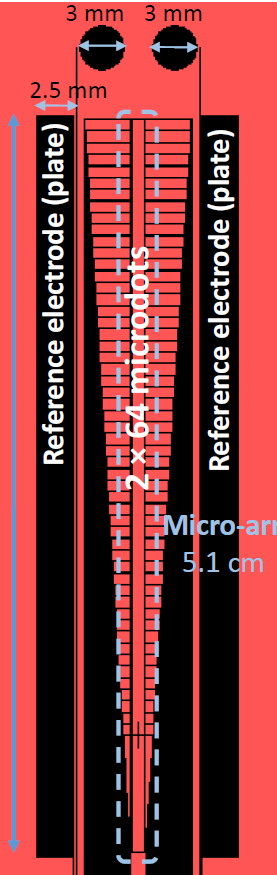 3 mm 3 mm
2.5 mm
Reference electrode (plate)
2 × 64 microdots
Reference electrode (plate)
Micro-arr
5.1 cm